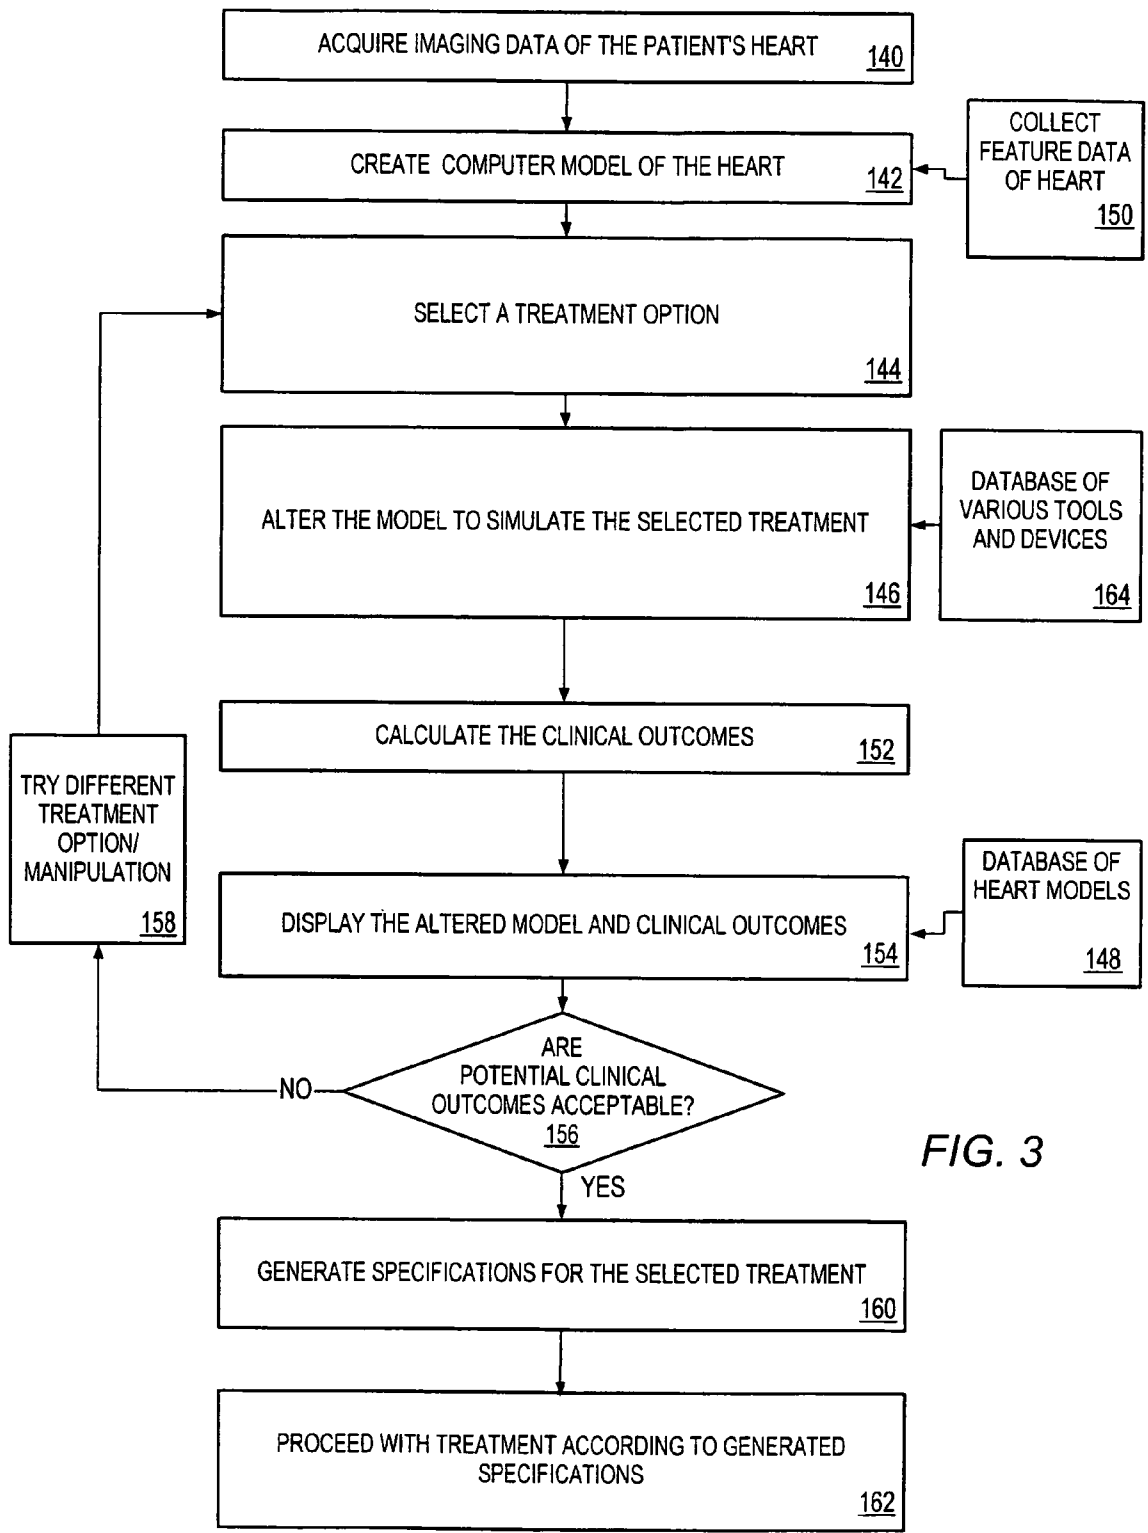 ACQUIRE IMAGING DATA OF THE PATIENT'S HEART
140
CREATE COMPUTER MODEL OF THE HEART
142
COLLECT
FEATURE DATA
OF HEART
150
SELECT A TREATMENT OPTION
144
ALTER THE MODEL TO SIMULATE THE SELECTED TREATMENT
146
DATABASE OF
VARIOUS TOOLS
AND DEVICES
164
CALCULATE THE CLINICAL OUTCOMES
152
TRY DIFFERENT
TREATMENT
OPTION/
MANIPULATION
158
DISPLAY THE ALTERED MODEL AND CLINICAL OUTCOMES
154
DATABASE OF
HEART MODELS
148
ARE
POTENTIAL CLINICAL
OUTCOMES ACCEPTABLE?
156
NO
YES
FIG. 3
GENERATE SPECIFICATIONS FOR THE SELECTED TREATMENT
160
PROCEED WITH TREATMENT ACCORDING TO GENERATED
SPECIFICATIONS
162